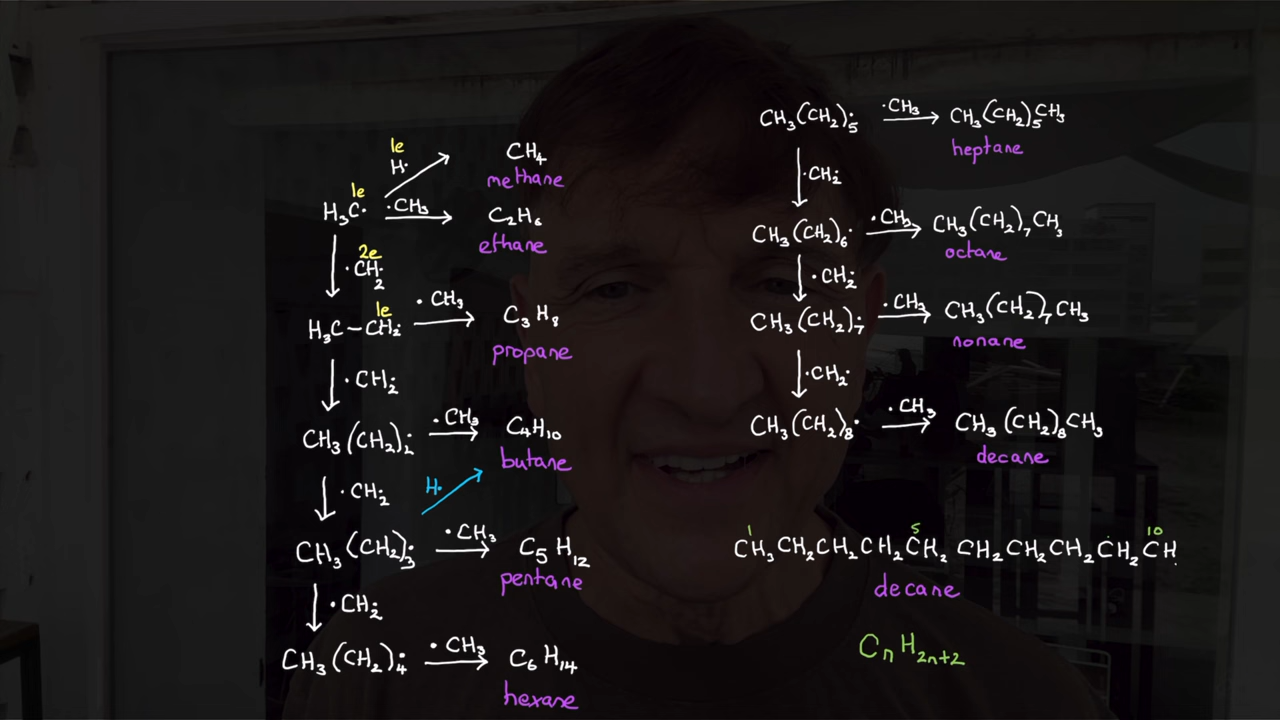 1e
H· CH₄
methane
1e
H₃C· ·CH₃ C₂H₆
ethane
2e
·CH₂·
1e
H₃C–CH₂· ·CH₃ C₃H₈
propane
·CH₂·
CH₃(CH₂)₂· ·CH₃ C₄H₁₀
butane
·CH₂· H·
CH₃(CH₂)₃· ·CH₃ C₅H₁₂
pentane
·CH₂·
CH₃(CH₂)₄· ·CH₃ C₆H₁₄
hexane
CH₃(CH₂)₅· ·CH₃ CH₃(CH₂)₅CH₃
heptane
·CH₂·
CH₃(CH₂)₆· ·CH₃ CH₃(CH₂)₇CH₃
octane
·CH₂·
CH₃(CH₂)₇· ·CH₃ CH₃(CH₂)₇CH₃
nonane
·CH₂·
CH₃(CH₂)₈· ·CH₃ CH₃(CH₂)₈CH₃
decane
1 5 10
CH₃CH₂CH₂CH₂CH₂CH₂CH₂CH₂CH₂CH
decane
CnH2n+2